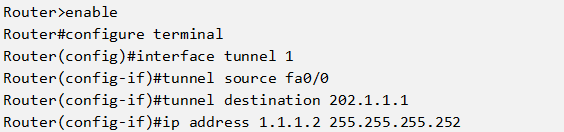 Router>enable
Router#configure terminal
Router(config)#interface tunnel 1
Router(config-if)#tunnel source fa0/0
Router(config-if)#tunnel destination 202.1.1.1
Router(config-if)#ip address 1.1.1.2 255.255.255.252